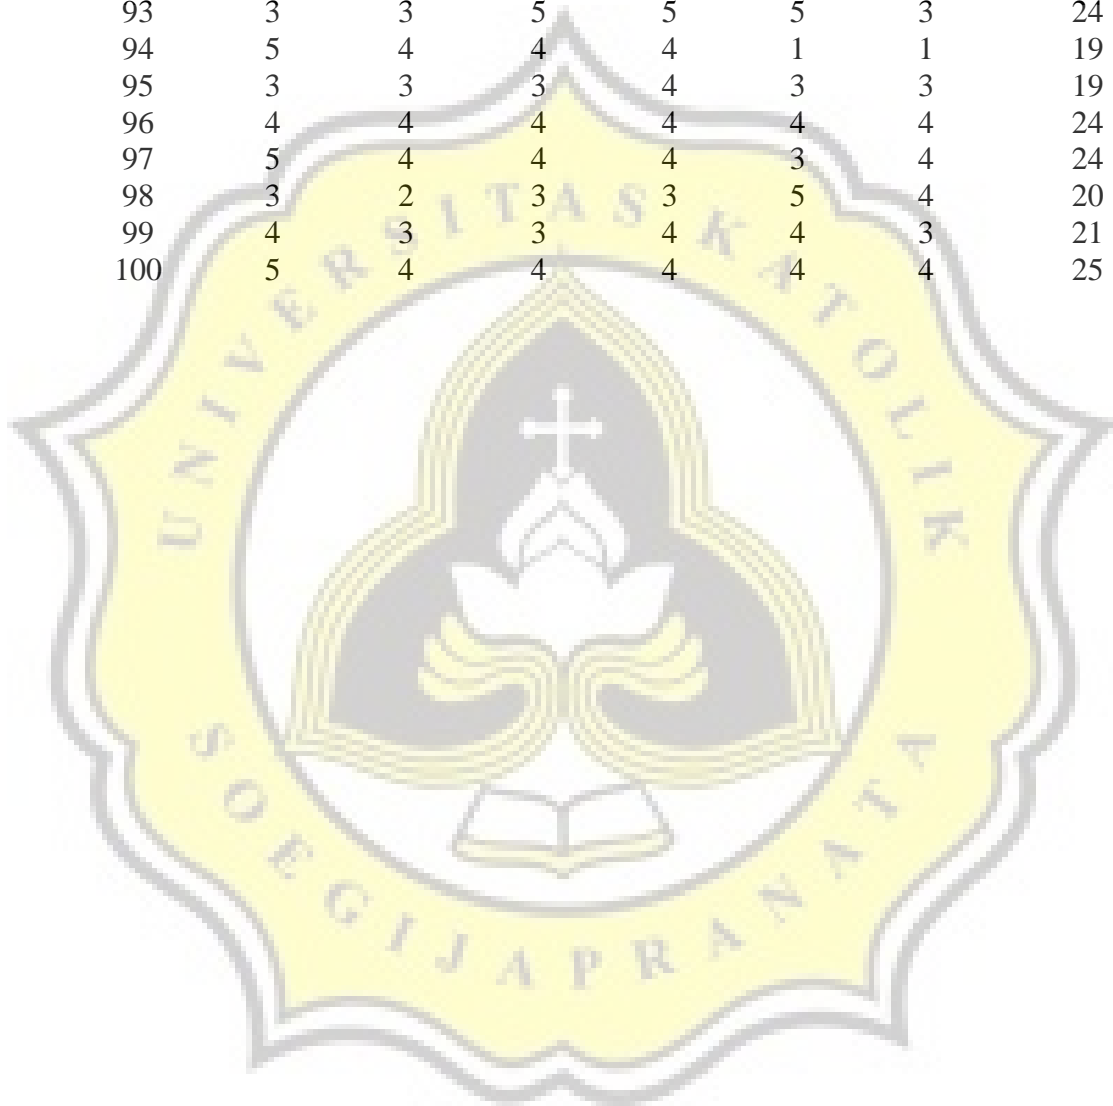 93 3 3 5 5 5 3 24
94 5 4 4 4 1 1 19
95 3 3 3 4 3 3 19
96 4 4 4 4 4 4 24
97 5 4 4 4 3 4 24
98 3 2 3 3 5 4 20
99 4 3 3 4 4 3 21
100 5 4 4 4 4 4 25
UNIVERSITAS KATOLIK
SOEGIJAPRANATA